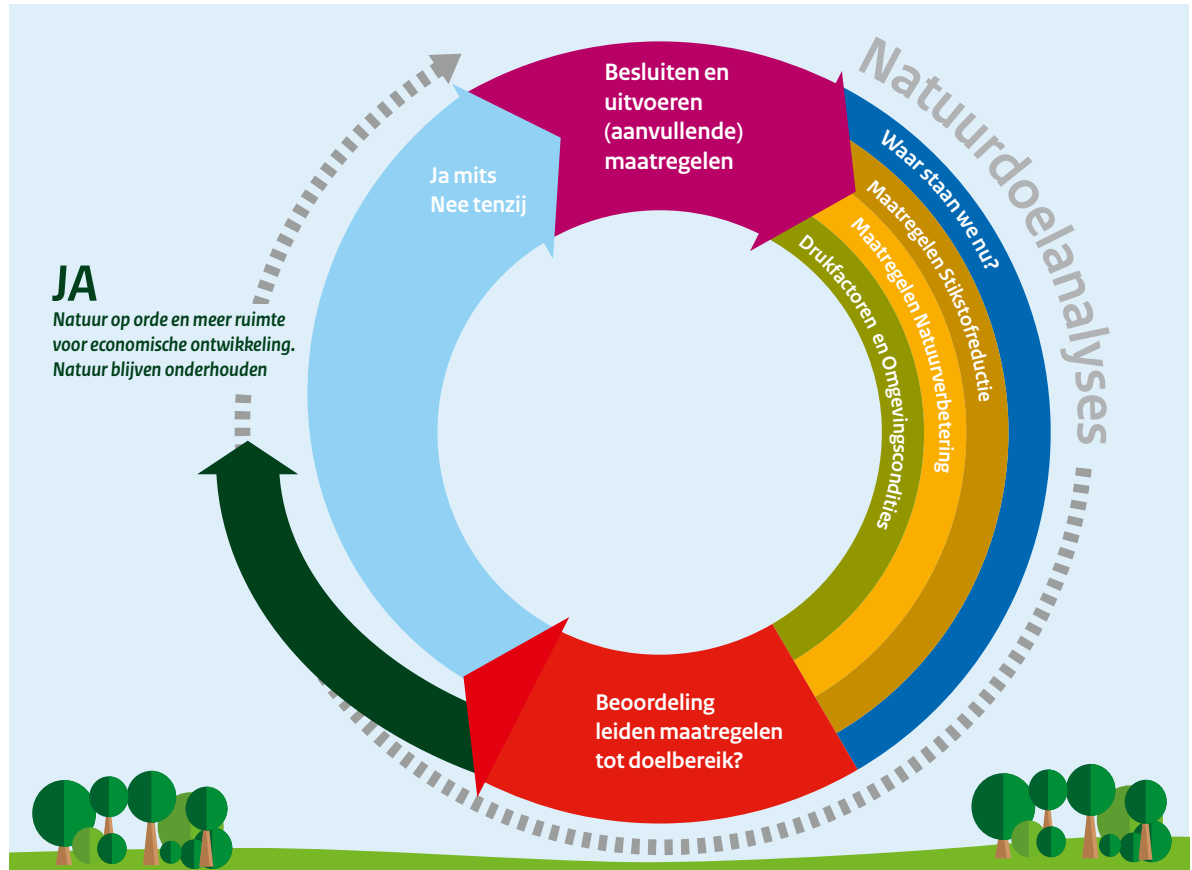 Besluiten en
uitvoeren
(aanvullende)
maatregelen
Natuurdoelanalyses
Waar staan we nu?
Maatregelen Stikstofreductie
Maatregelen Natuurverbetering
Drukfactoren en Omgevingscondities
Beoordeling
leiden maatregelen
tot doelbereik?
Ja mits
Nee tenzij
JA
Natuur op orde en meer ruimte
voor economische ontwikkeling.
Natuur blijven onderhouden